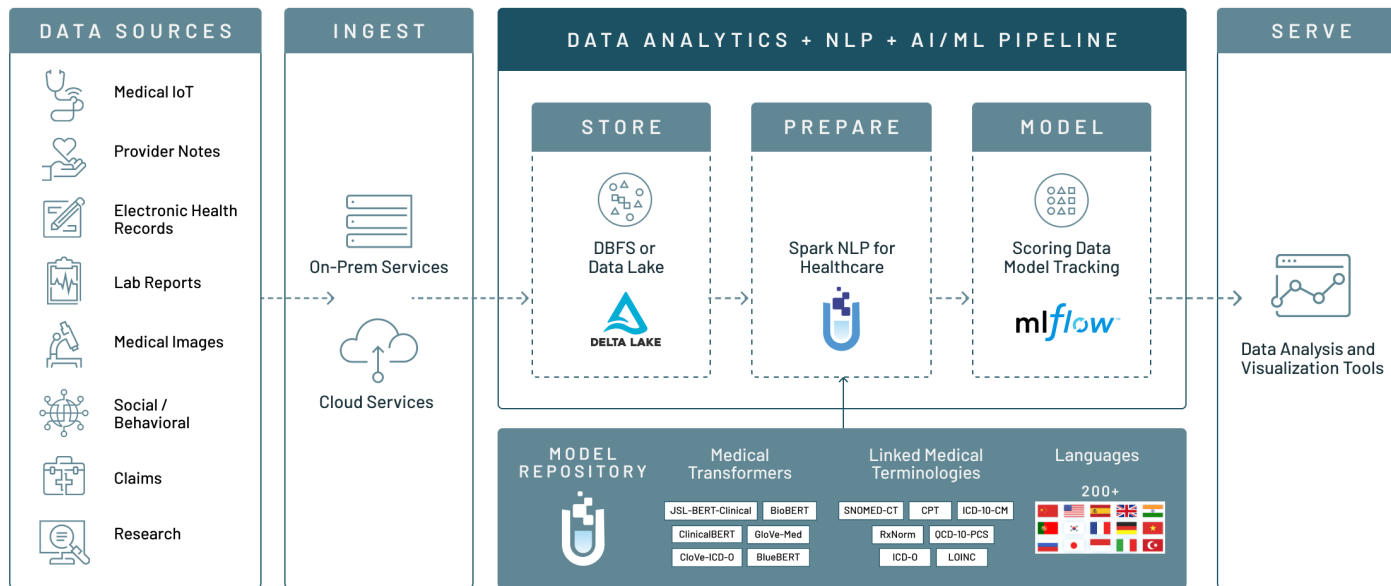 DATA SOURCES
Medical IoT
Provider Notes
Electronic Health
Records
Lab Reports
Medical Images
Social /
Behavioral
Claims
Research
INGEST
On-Prem Services
Cloud Services
DATA ANALYTICS + NLP + AI/ML PIPELINE
STORE
DBFS or
Data Lake
DELTA LAKE
PREPARE
Spark NLP for
Healthcare
MODEL
Scoring Data
Model Tracking
mlflow™
MODEL
REPOSITORY
Medical
Transformers
JSL-BERT-Clinical BioBERT
ClinicalBERT GloVe-Med
CloVe-ICD-O BlueBERT
Linked Medical
Terminologies
SNOMED-CT CPT ICD-10-CM
RxNorm QCD-10-PCS
ICD-O LOINC
Languages
200+
SERVE
Data Analysis and
Visualization Tools